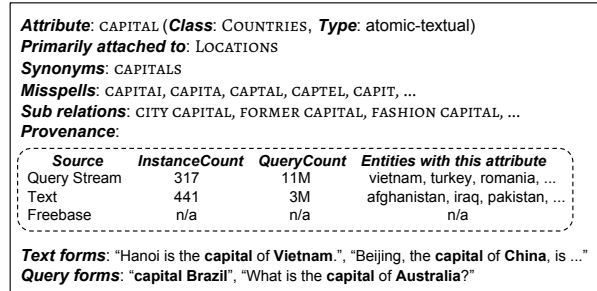 Attribute: CAPITAL (Class: COUNTRIES, Type: atomic-textual)
Primarily attached to: LOCATIONS
Synonyms: CAPITALS
Misspells: CAPITAI, CAPITA, CAPTAL, CAPTEL, CAPIT, ...
Sub relations: CITY CAPITAL, FORMER CAPITAL, FASHION CAPITAL, ...
Provenance:
Source InstanceCount QueryCount Entities with this attribute
Query Stream 317 11M vietnam, turkey, romania, ...
Text 441 3M afghanistan, iraq, pakistan, ...
Freebase n/a n/a n/a
Text forms: “Hanoi is the capital of Vietnam.”, “Beijing, the capital of China, is ...”
Query forms: “capital Brazil”, “What is the capital of Australia?”